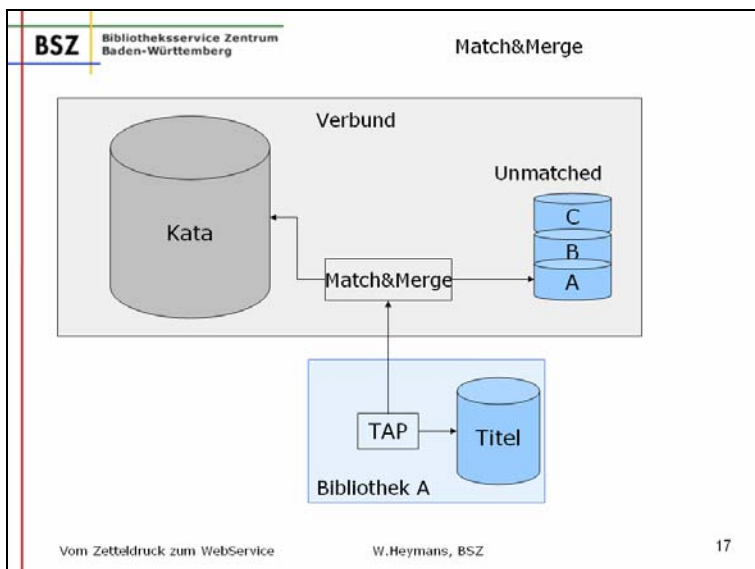 BSZ
Bibliotheksservice Zentrum
Baden-Württemberg
Match&Merge
Verbund
Unmatched
Kata
C
B
A
Match&Merge
TAP
Titel
Bibliothek A
Vom Zetteldruck zum WebService
W.Heymans, BSZ
17